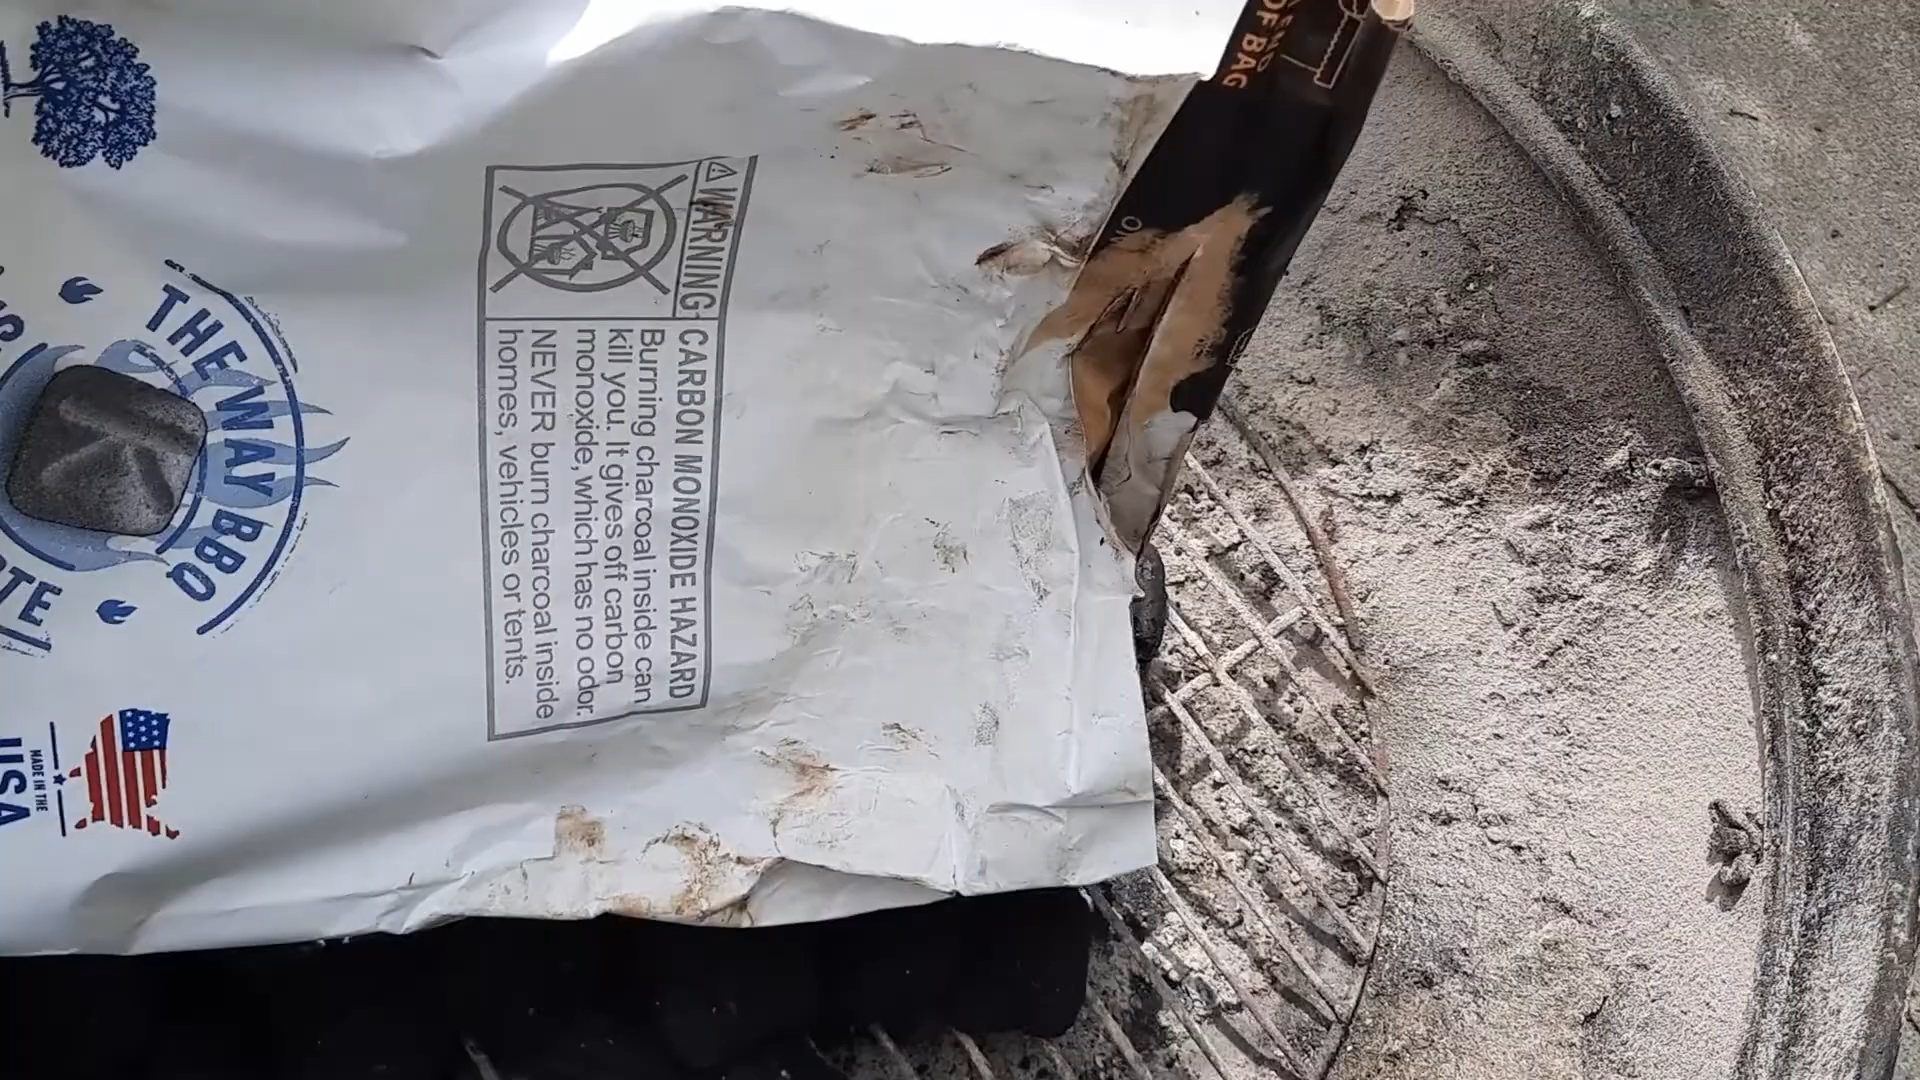 WARNING: CARBON MONOXIDE HAZARD
Burning charcoal inside can
kill you. It gives off carbon
monoxide, which has no odor.
NEVER burn charcoal inside
homes, vehicles or tents.
THE WAY BBQ
MADE IN THE
USA
OF BAG